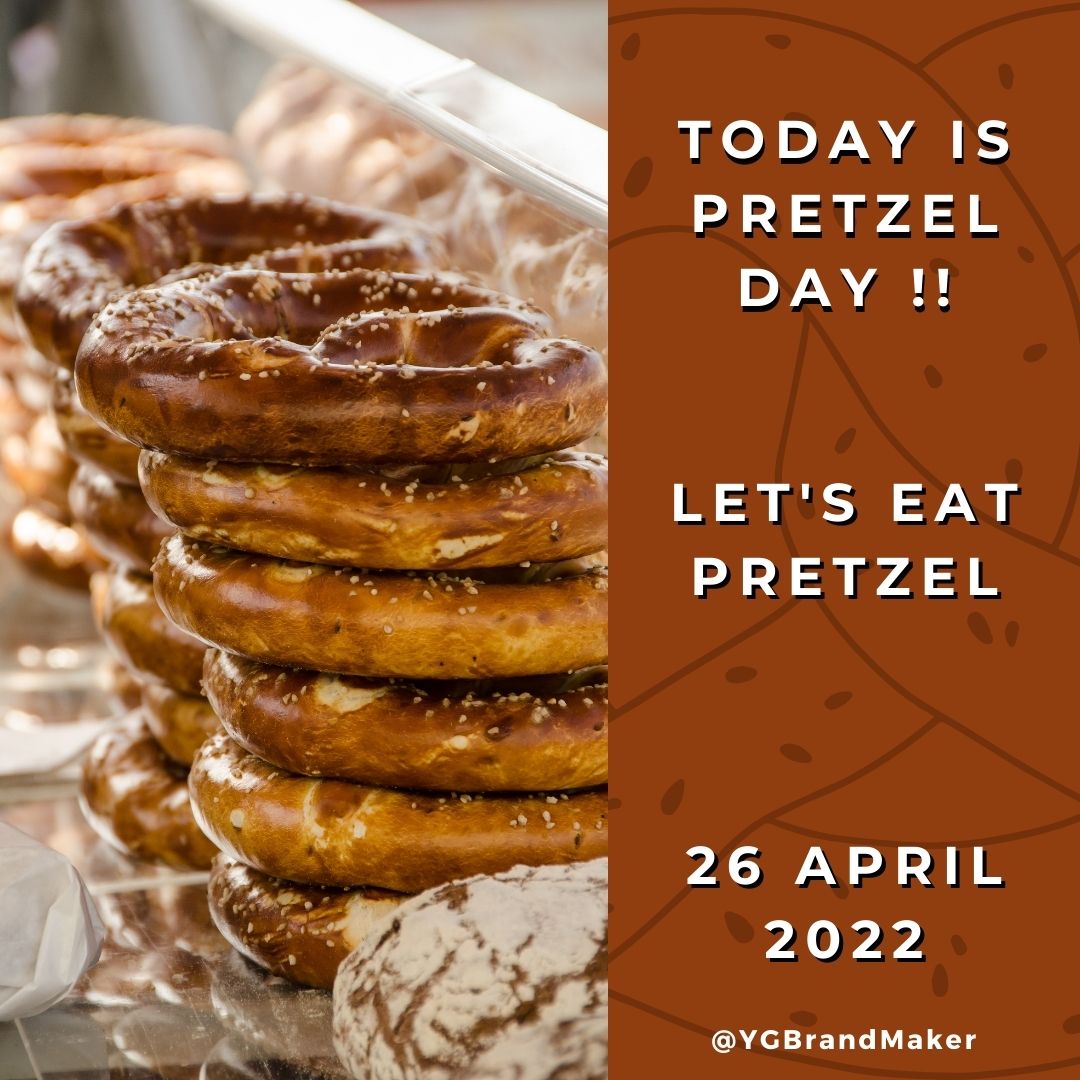 TODAY IS
PRETZEL
DAY !!
LET'S EAT
PRETZEL
26 APRIL
2022
@YGBrandMaker